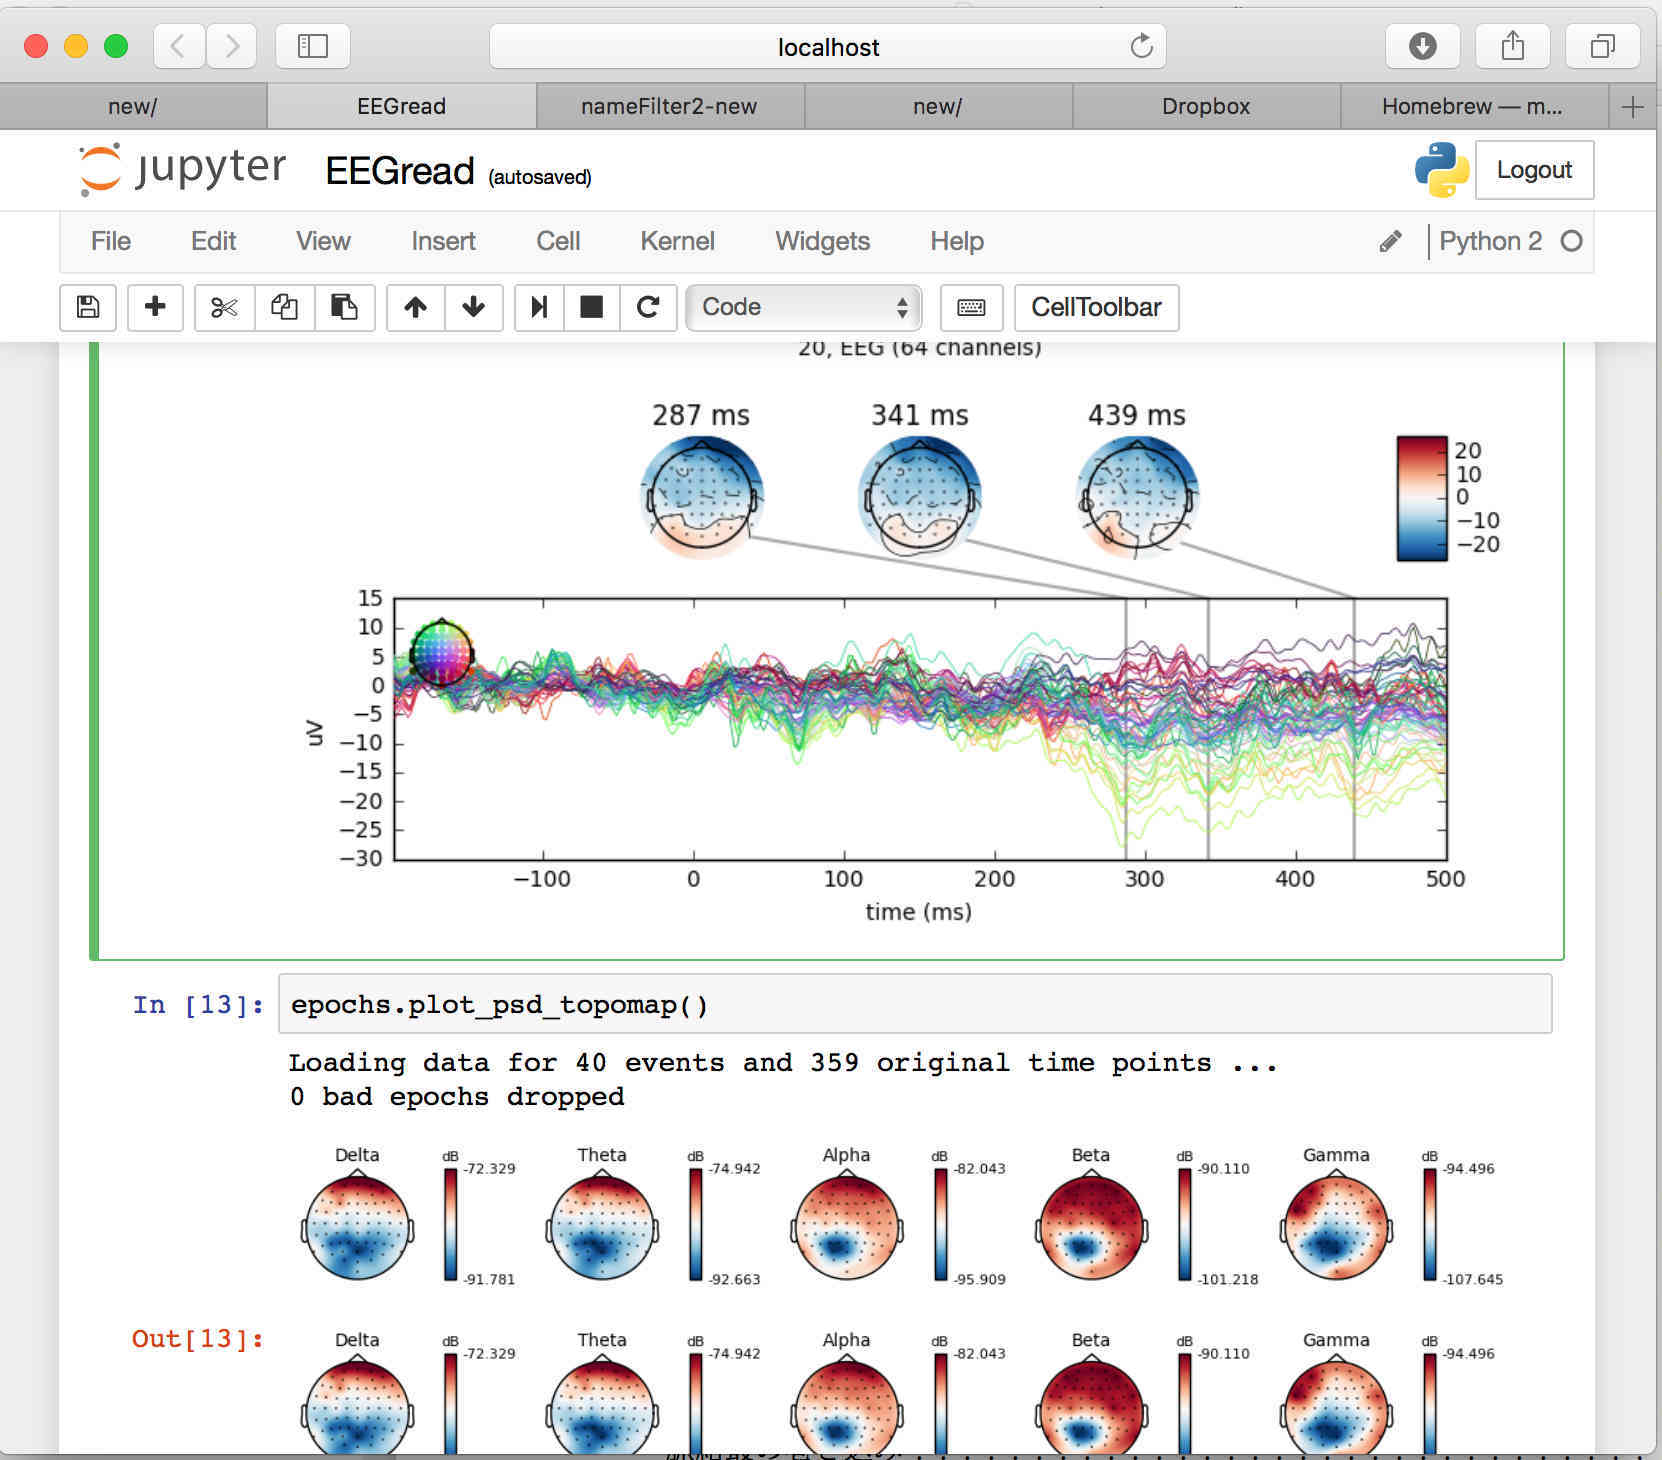 localhost
new/ EEGread nameFilter2-new new/ Dropbox Homebrew — m...
jupyter EEGread (autosaved) Logout
File Edit View Insert Cell Kernel Widgets Help Python 2
Code CellToolbar
20, EEG (64 channels)
287 ms 341 ms 439 ms
20
10
0
−10
−20
15
10
5
0
−5
−10
−15
−20
−25
−30
uV
−100 0 100 200 300 400 500
time (ms)
In [13]: epochs.plot_psd_topomap()
Loading data for 40 events and 359 original time points ...
0 bad epochs dropped
Delta dB Theta dB Alpha dB Beta dB Gamma dB
-72.329 -74.942 -82.043 -90.110 -94.496
-91.781 -92.663 -95.909 -101.218 -107.645
Out[13]:
Delta dB Theta dB Alpha dB Beta dB Gamma dB
-72.329 -74.942 -82.043 -90.110 -94.496